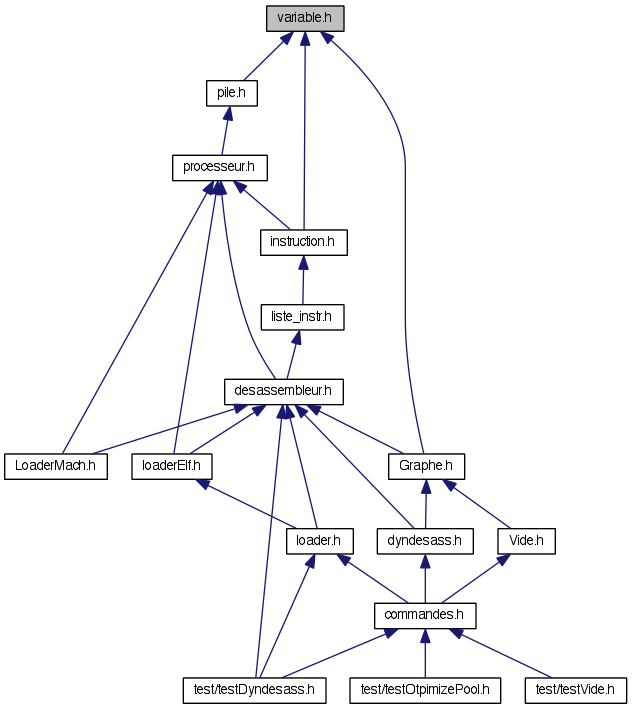 variable.h
pile.h
processeur.h
instruction.h
liste_instr.h
desassembleur.h
LoaderMach.h
loaderElf.h
Graphe.h
loader.h
dyndesass.h
Vide.h
commandes.h
test/testDyndesass.h
test/testOtpimizePool.h
test/testVide.h